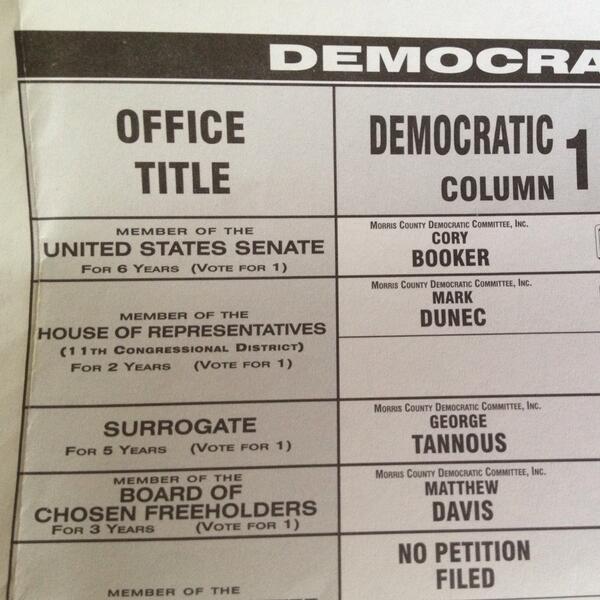 DEMOCRA
OFFICE
TITLE
DEMOCRATIC
COLUMN 1
MEMBER OF THE
UNITED STATES SENATE
FOR 6 YEARS (VOTE FOR 1)
MORRIS COUNTY DEMOCRATIC COMMITTEE, INC.
CORY
BOOKER
MEMBER OF THE
HOUSE OF REPRESENTATIVES
(11TH CONGRESSIONAL DISTRICT)
FOR 2 YEARS (VOTE FOR 1)
MORRIS COUNTY DEMOCRATIC COMMITTEE, INC.
MARK
DUNEC
SURROGATE
FOR 5 YEARS (VOTE FOR 1)
MORRIS COUNTY DEMOCRATIC COMMITTEE, INC.
GEORGE
TANNOUS
MEMBER OF THE
BOARD OF
CHOSEN FREEHOLDERS
FOR 3 YEARS (VOTE FOR 1)
MORRIS COUNTY DEMOCRATIC COMMITTEE, INC.
MATTHEW
DAVIS
MEMBER OF THE
NO PETITION
FILED